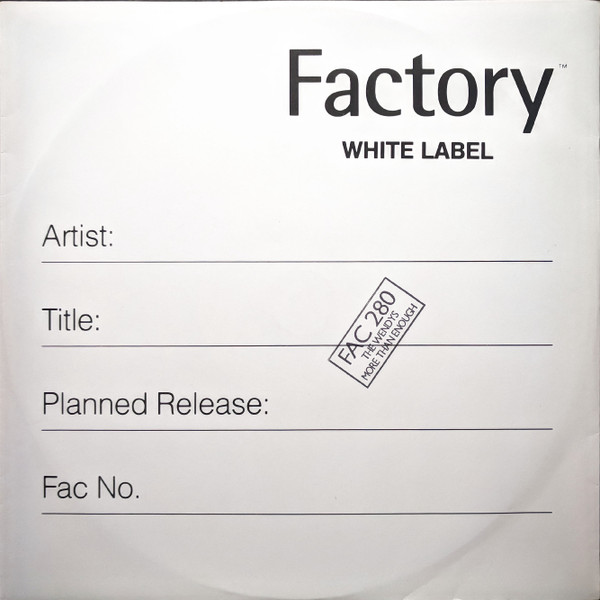 Factory™
WHITE LABEL
Artist:
Title:
FAC 280
THE WENDYS
MORE THAN ENOUGH
Planned Release:
Fac No.